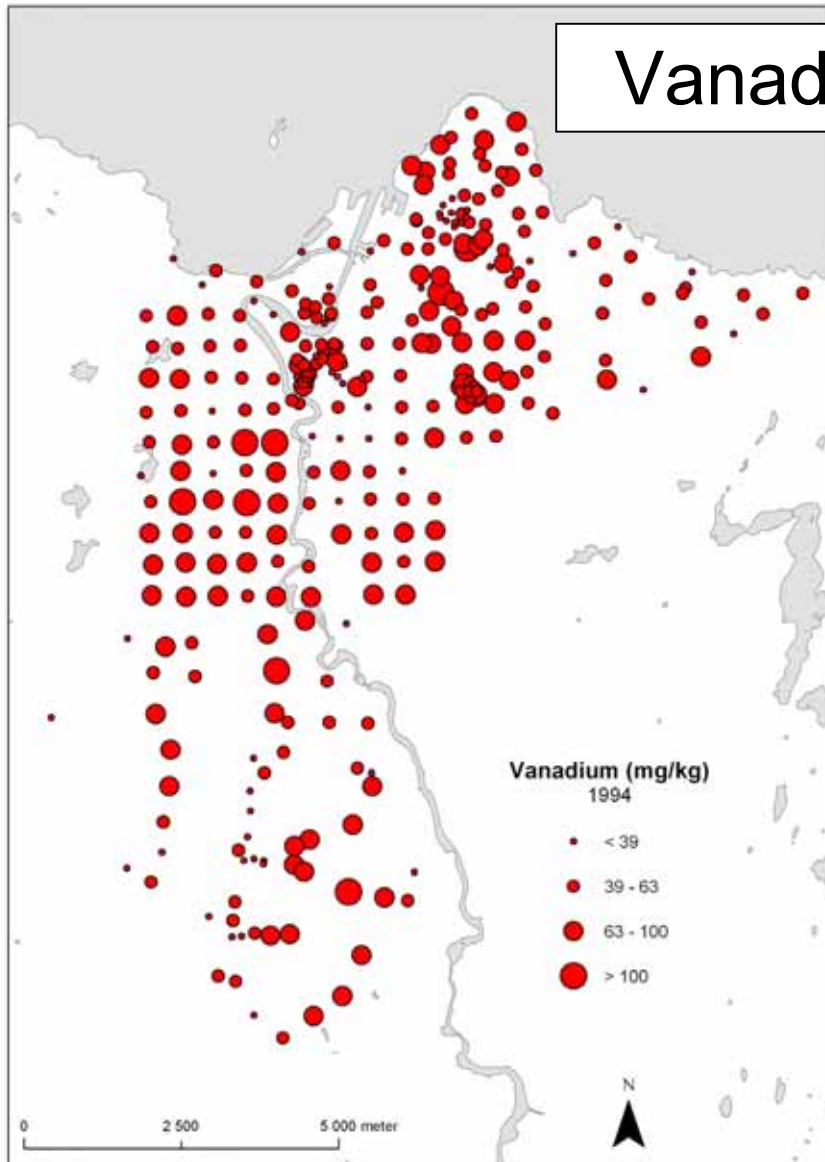 Vanad
Vanadium (mg/kg)
1994
< 39
39 - 63
63 - 100
> 100
N
0 2 500 5 000 meter